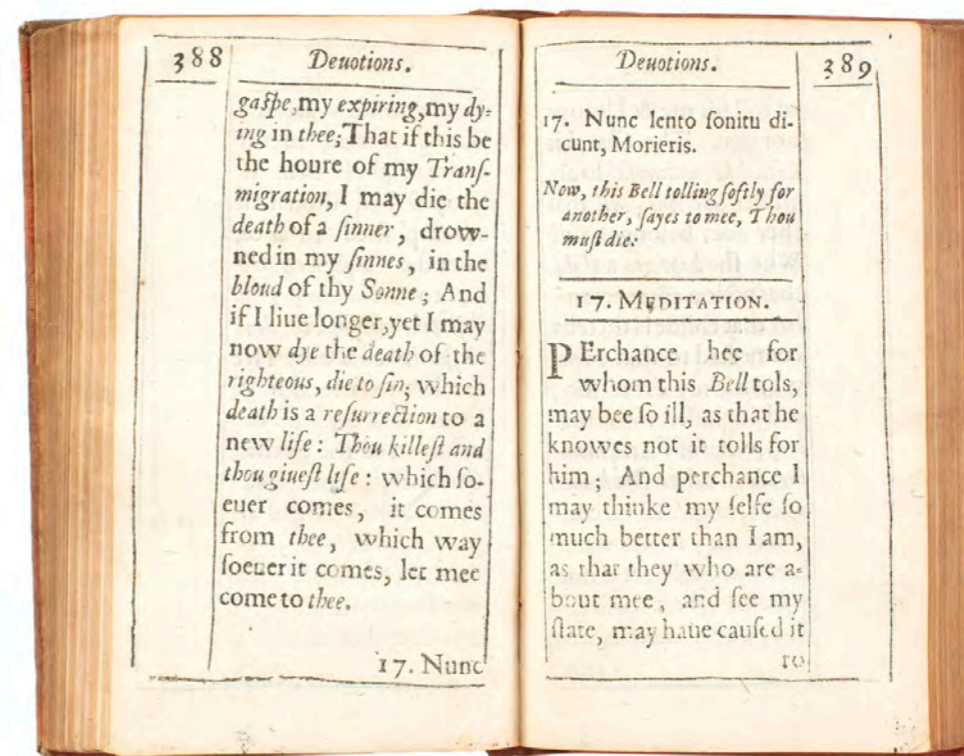 388 Deuotions.
gaſpe, my expiring, my dy-
ing in thee; That if this be
the houre of my Tranſ-
migration, I may die the
death of a ſinner, drow-
ned in my ſinnes, in the
bloud of thy Sonne; And
if I liue longer, yet I may
now dye the death of the
righteous, die to ſin; which
death is a reſurrection to a
new life: Thou killeſt and
thou giueſt life: which ſo-
euer comes, it comes
from thee, which way
ſoeuer it comes, let mee
come to thee.
17. Nunc
Deuotions. 389
17. Nunc lento ſonitu di-
cunt, Morieris.
Now, this Bell tolling ſoftly for
another, ſayes to mee, Thou
muſt die.
17. MEDITATION.
PErchance hee for
whom this Bell tols,
may bee ſo ill, as that he
knowes not it tolls for
him; And perchance I
may thinke my ſelfe ſo
much better than I am,
as that they who are a-
bout mee, and ſee my
ſtate, may haue cauſed it
to